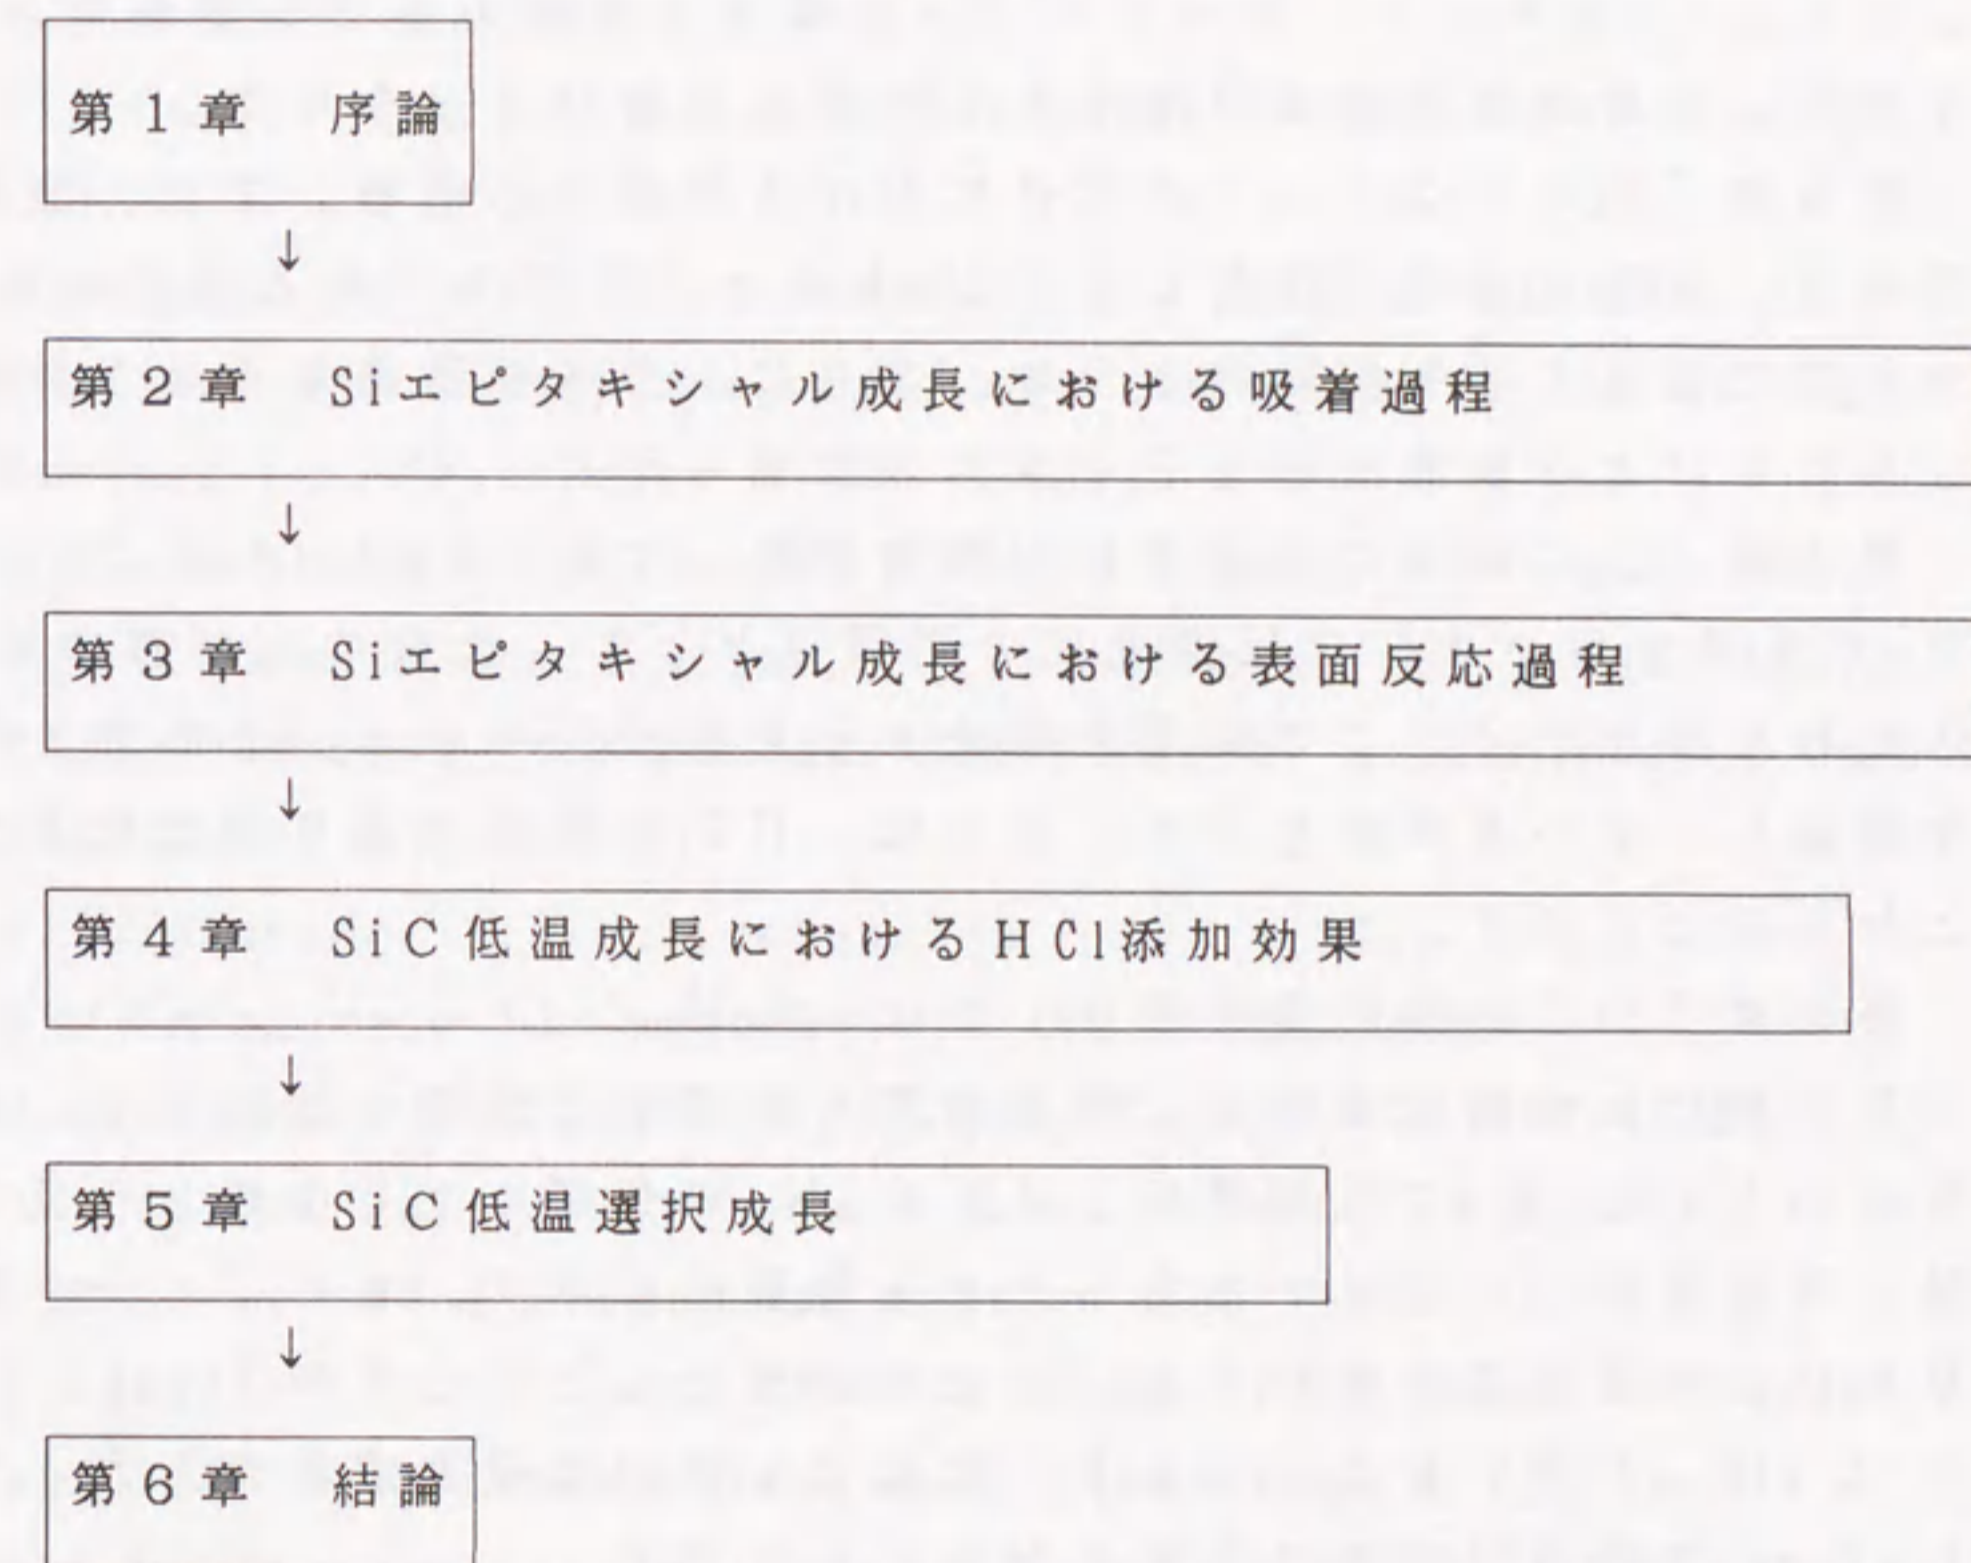 第1章 序論
↓
第2章 Siエピタキシャル成長における吸着過程
↓
第3章 Siエピタキシャル成長における表面反応過程
↓
第4章 SiC低温成長におけるHCl添加効果
↓
第5章 SiC低温選択成長
↓
第6章 結論